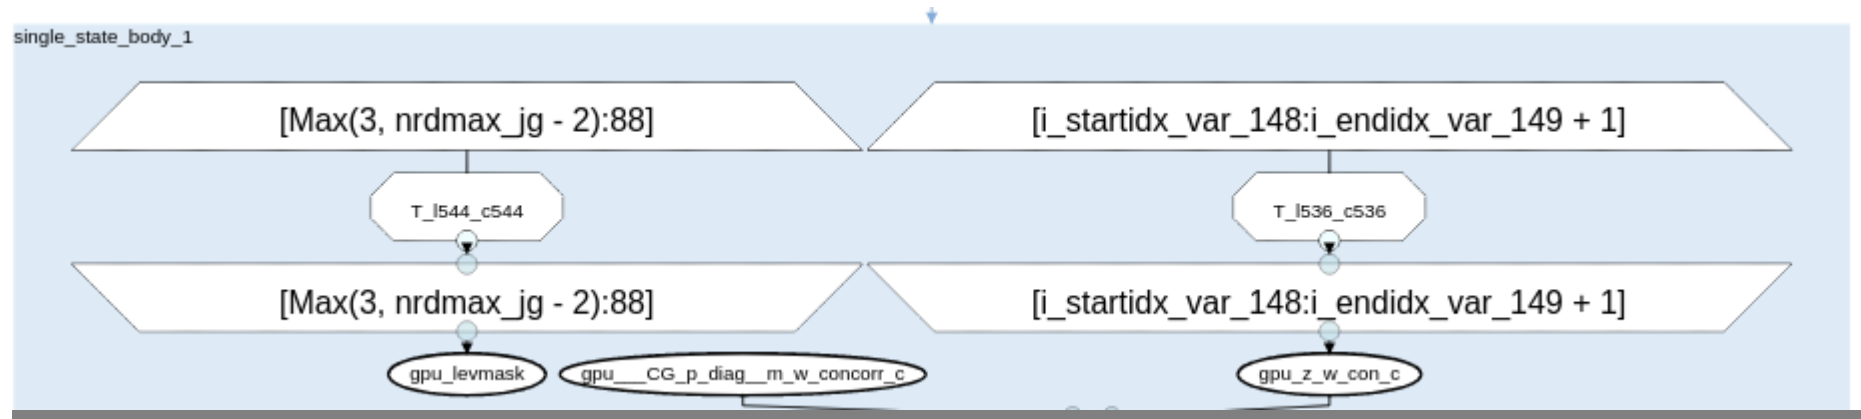 single_state_body_1
[Max(3, nrdmax_jg - 2):88]
[i_startidx_var_148:i_endidx_var_149 + 1]
T_l544_c544
T_l536_c536
[Max(3, nrdmax_jg - 2):88]
[i_startidx_var_148:i_endidx_var_149 + 1]
gpu_levmask
gpu___CG_p_diag__m_w_concorr_c
gpu_z_w_con_c